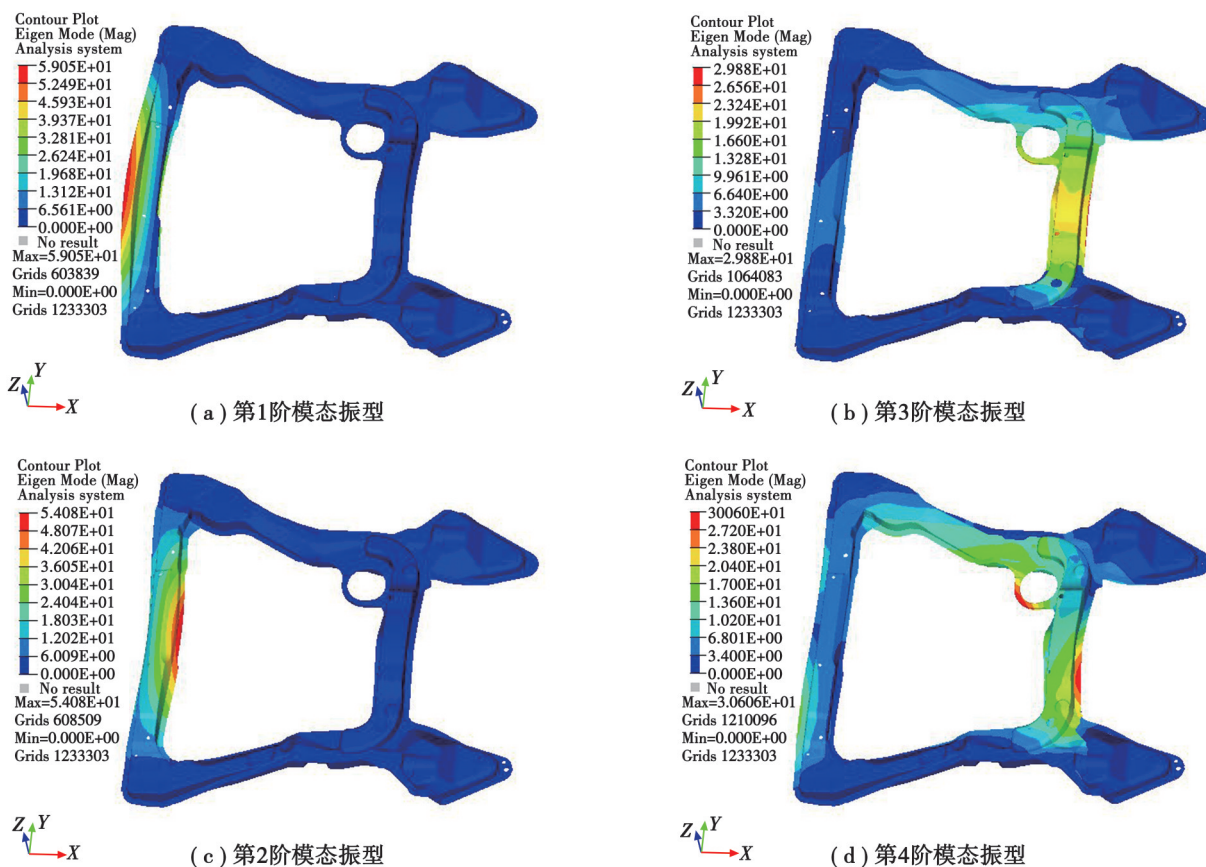 Contour Plot
Eigen Mode (Mag)
Analysis system
5.905E+01
5.249E+01
4.593E+01
3.937E+01
3.281E+01
2.624E+01
1.968E+01
1.312E+01
6.561E+00
0.000E+00
No result
Max=5.905E+01
Grids 603839
Min=0.000E+00
Grids 1233303
Z
Y
X
(a)第1阶模态振型
Contour Plot
Eigen Mode (Mag)
Analysis system
2.988E+01
2.656E+01
2.324E+01
1.992E+01
1.660E+01
1.328E+01
9.961E+01
6.640E+01
3.320E+00
0.000E+00
No result
Max=2.988E+01
Grids 1064083
Min=0.000E+00
Grids 1233303
Z
Y
X
(b)第3阶模态振型
Contour Plot
Eigen Mode (Mag)
Analysis system
5.408E+01
4.807E+01
4.206E+01
3.605E+01
3.004E+01
2.404E+01
1.803E+01
1.202E+01
6.009E+00
0.000E+00
No result
Max=5.408E+01
Grids 608509
Min=0.000E+00
Grids 1233303
Z
Y
X
(c)第2阶模态振型
Contour Plot
Eigen Mode (Mag)
Analysis system
30060E+01
2.720E+01
2.380E+01
2.040E+01
1.700E+01
1.360E+01
1.020E+01
6.801E+00
3.400E+00
0.000E+00
No result
Max=3.0606E+01
Grids 1210096
Min=0.000E+00
Grids 1233303
Z
Y
X
(d)第4阶模态振型